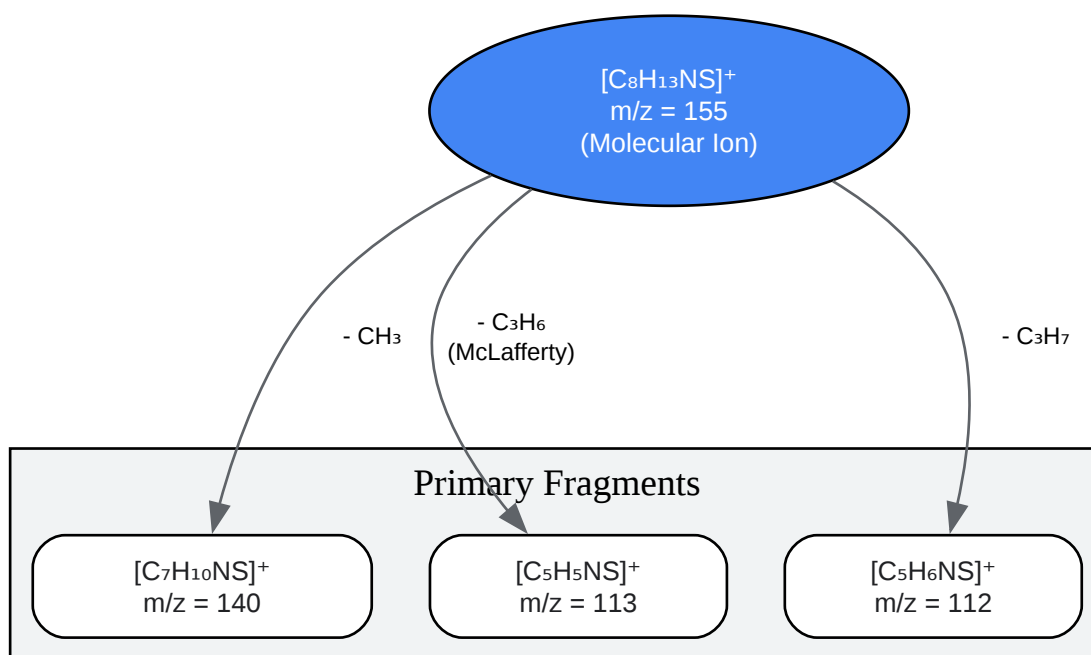 [C₈H₁₃NS]⁺
m/z = 155
(Molecular Ion)
- CH₃
- C₃H₆
(McLafferty)
- C₃H₇
Primary Fragments
[C₇H₁₀NS]⁺
m/z = 140
[C₅H₅NS]⁺
m/z = 113
[C₅H₆NS]⁺
m/z = 112